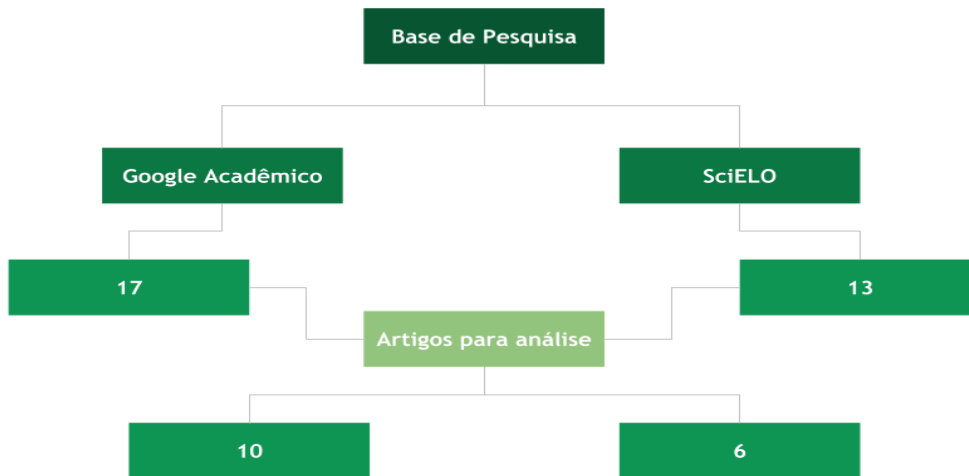 Base de Pesquisa
Google Acadêmico
SciELO
17
13
Artigos para análise
10
6